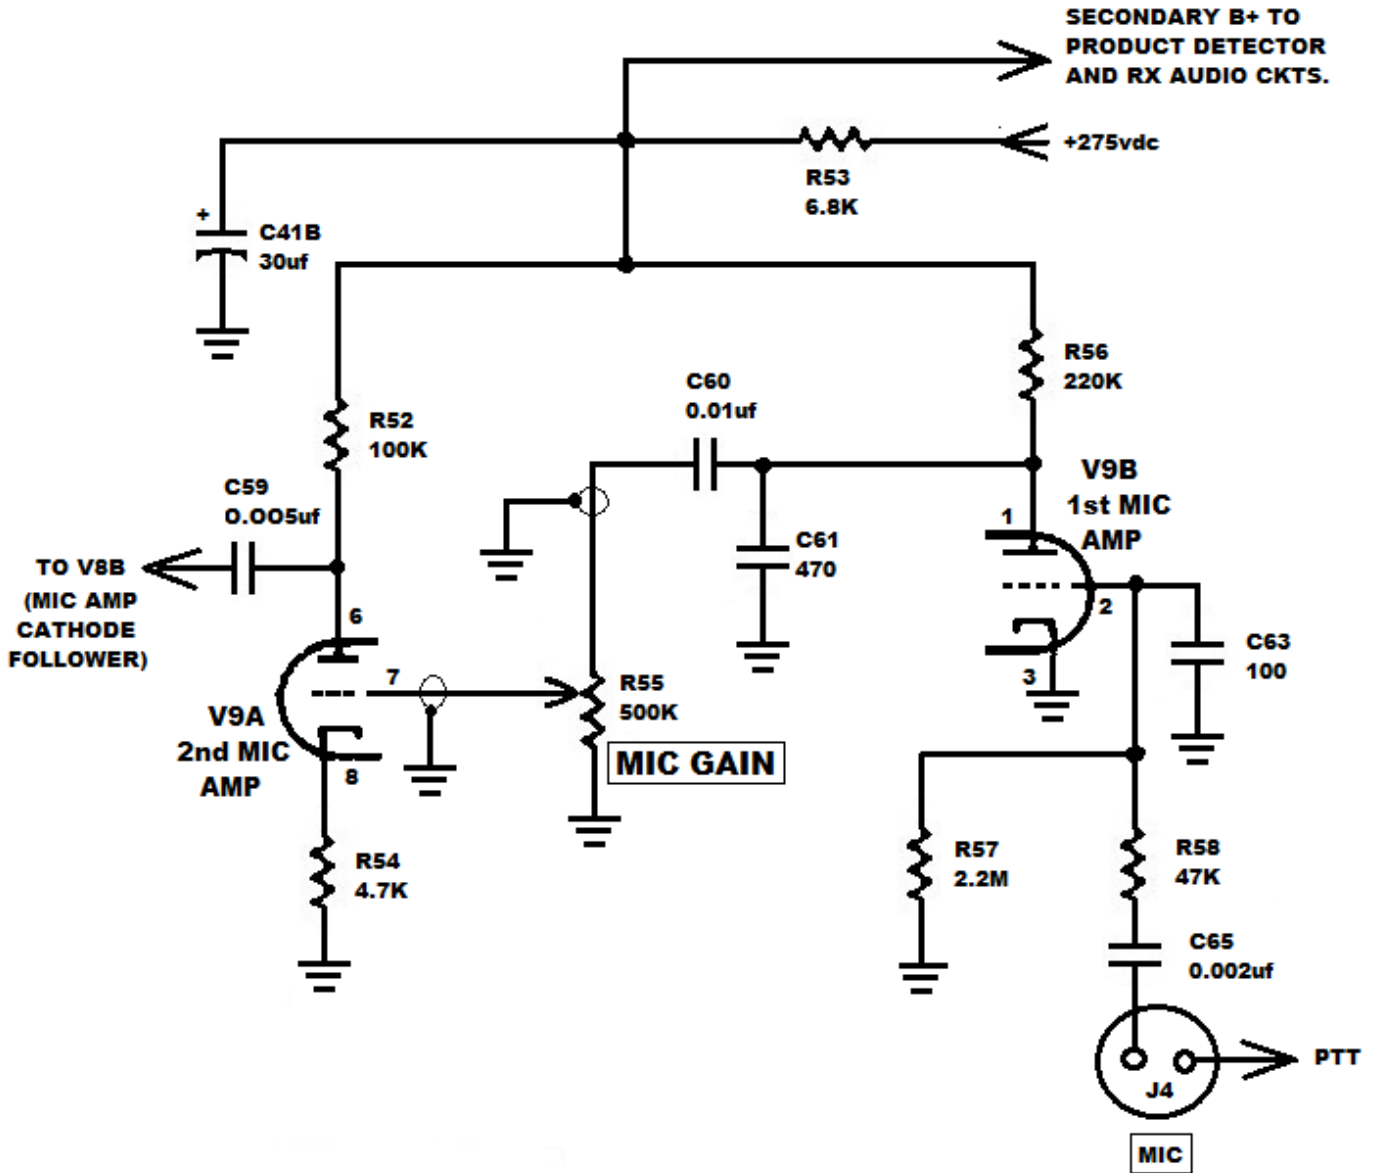 SECONDARY B+ TO
PRODUCT DETECTOR
AND RX AUDIO CKTS.
+275vdc
R53
6.8K
+
C41B
30uf
R56
220K
C60
0.01uf
R52
100K
V9B
1st MIC
AMP
C59
0.005uf
1
C61
470
TO V8B
(MIC AMP
CATHODE
FOLLOWER)
6
2
C63
100
3
7
R55
500K
V9A
2nd MIC
AMP
8
MIC GAIN
R54
4.7K
R57
2.2M
R58
47K
C65
0.002uf
PTT
J4
MIC